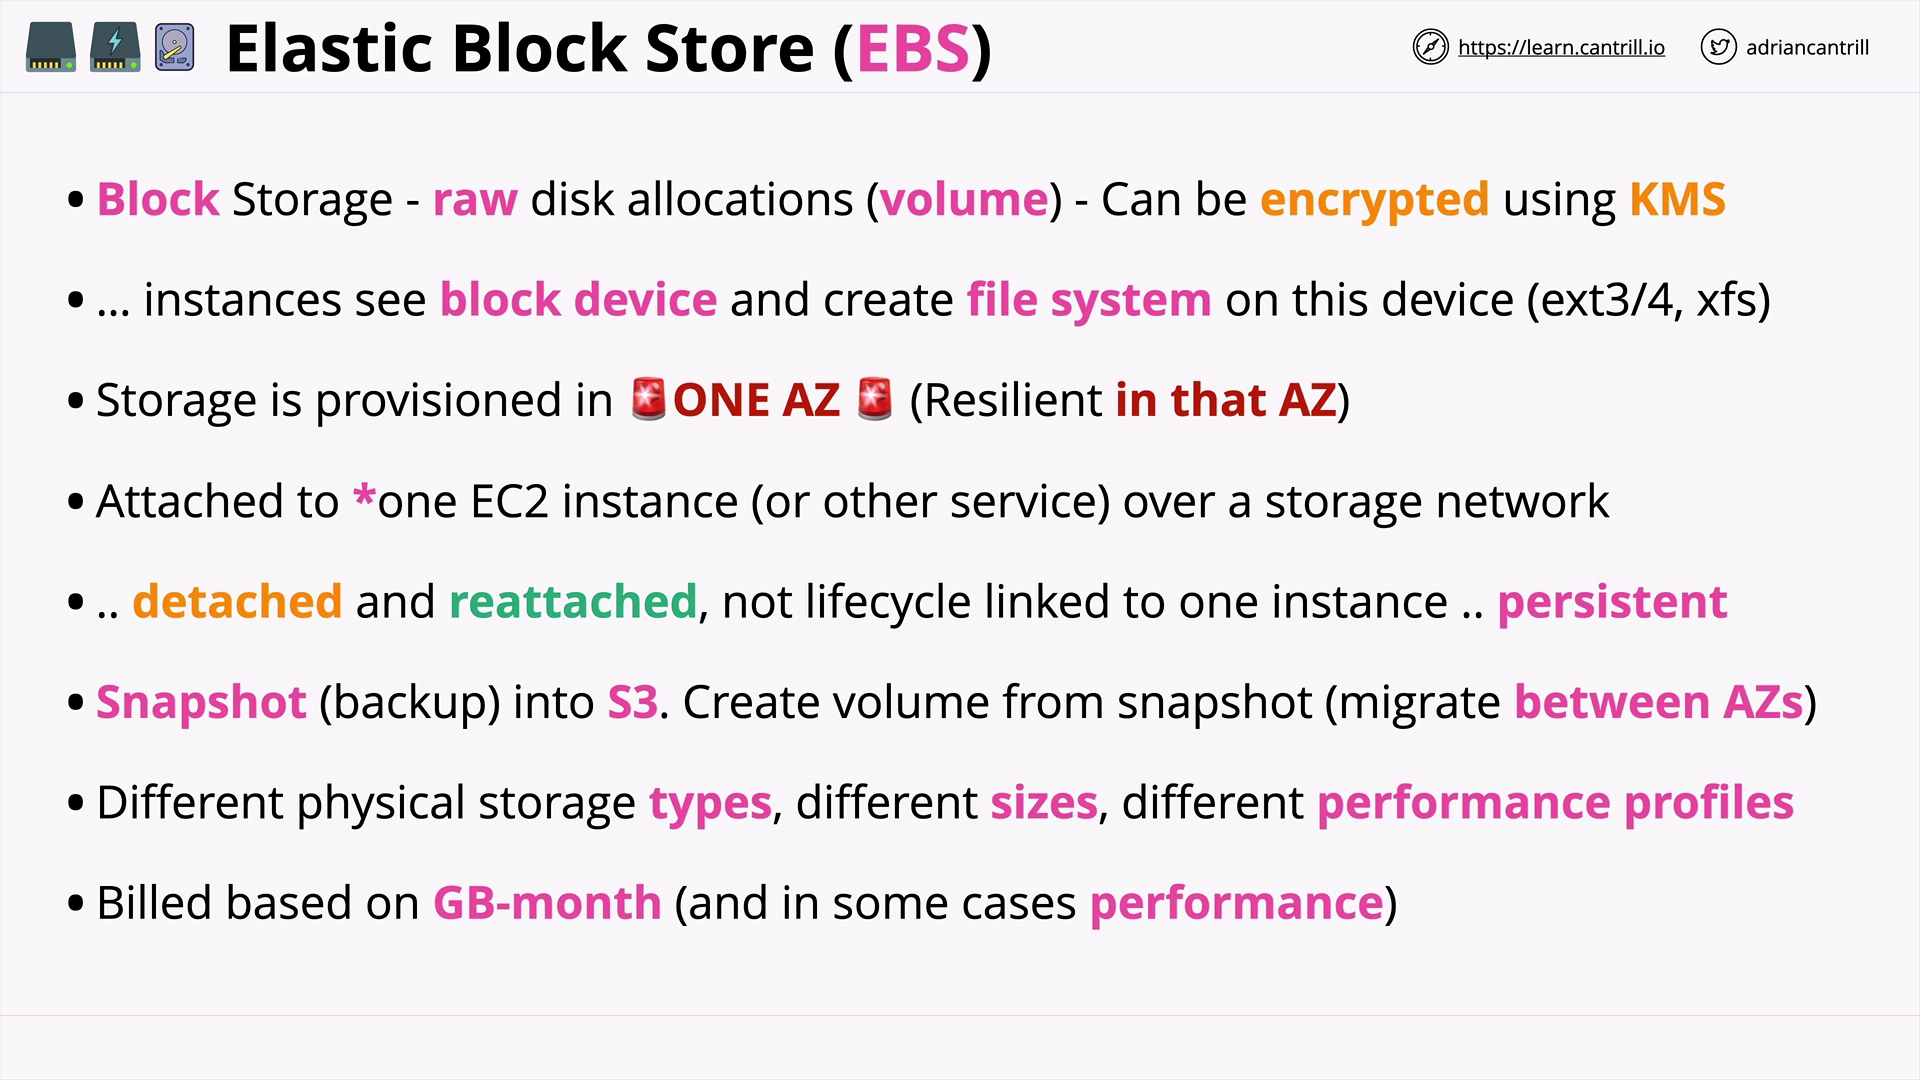 Elastic Block Store (EBS)
https://learn.cantrill.io
adriancantrill
• Block Storage - raw disk allocations (volume) - Can be encrypted using KMS
• ... instances see block device and create file system on this device (ext3/4, xfs)
• Storage is provisioned in 🚨ONE AZ 🚨 (Resilient in that AZ)
• Attached to *one EC2 instance (or other service) over a storage network
• .. detached and reattached, not lifecycle linked to one instance .. persistent
• Snapshot (backup) into S3. Create volume from snapshot (migrate between AZs)
• Different physical storage types, different sizes, different performance profiles
• Billed based on GB-month (and in some cases performance)